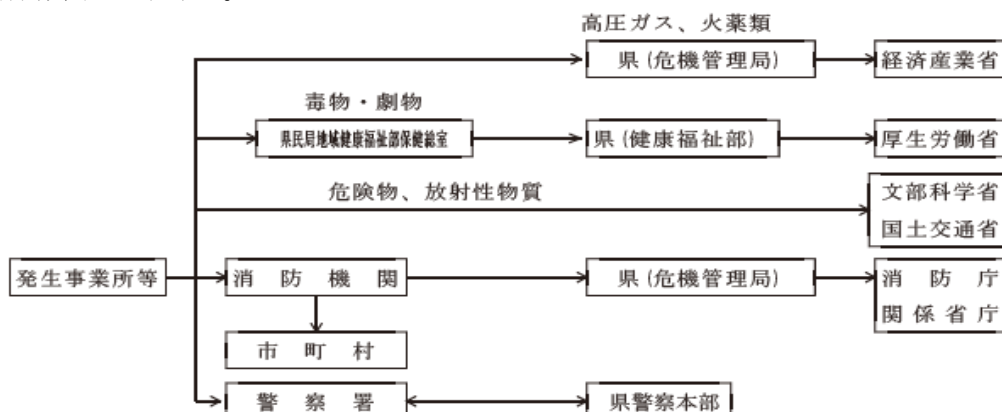 高圧ガス、火薬類
県(危機管理局)
経済産業省
毒物・劇物
県民局地域健康福祉部保健総室
県(健康福祉部)
厚生労働省
危険物、放射性物質
文部科学省
国土交通省
発生事業所等
消防機関
県(危機管理局)
消防庁
関係省庁
市町村
警察署
県警察本部